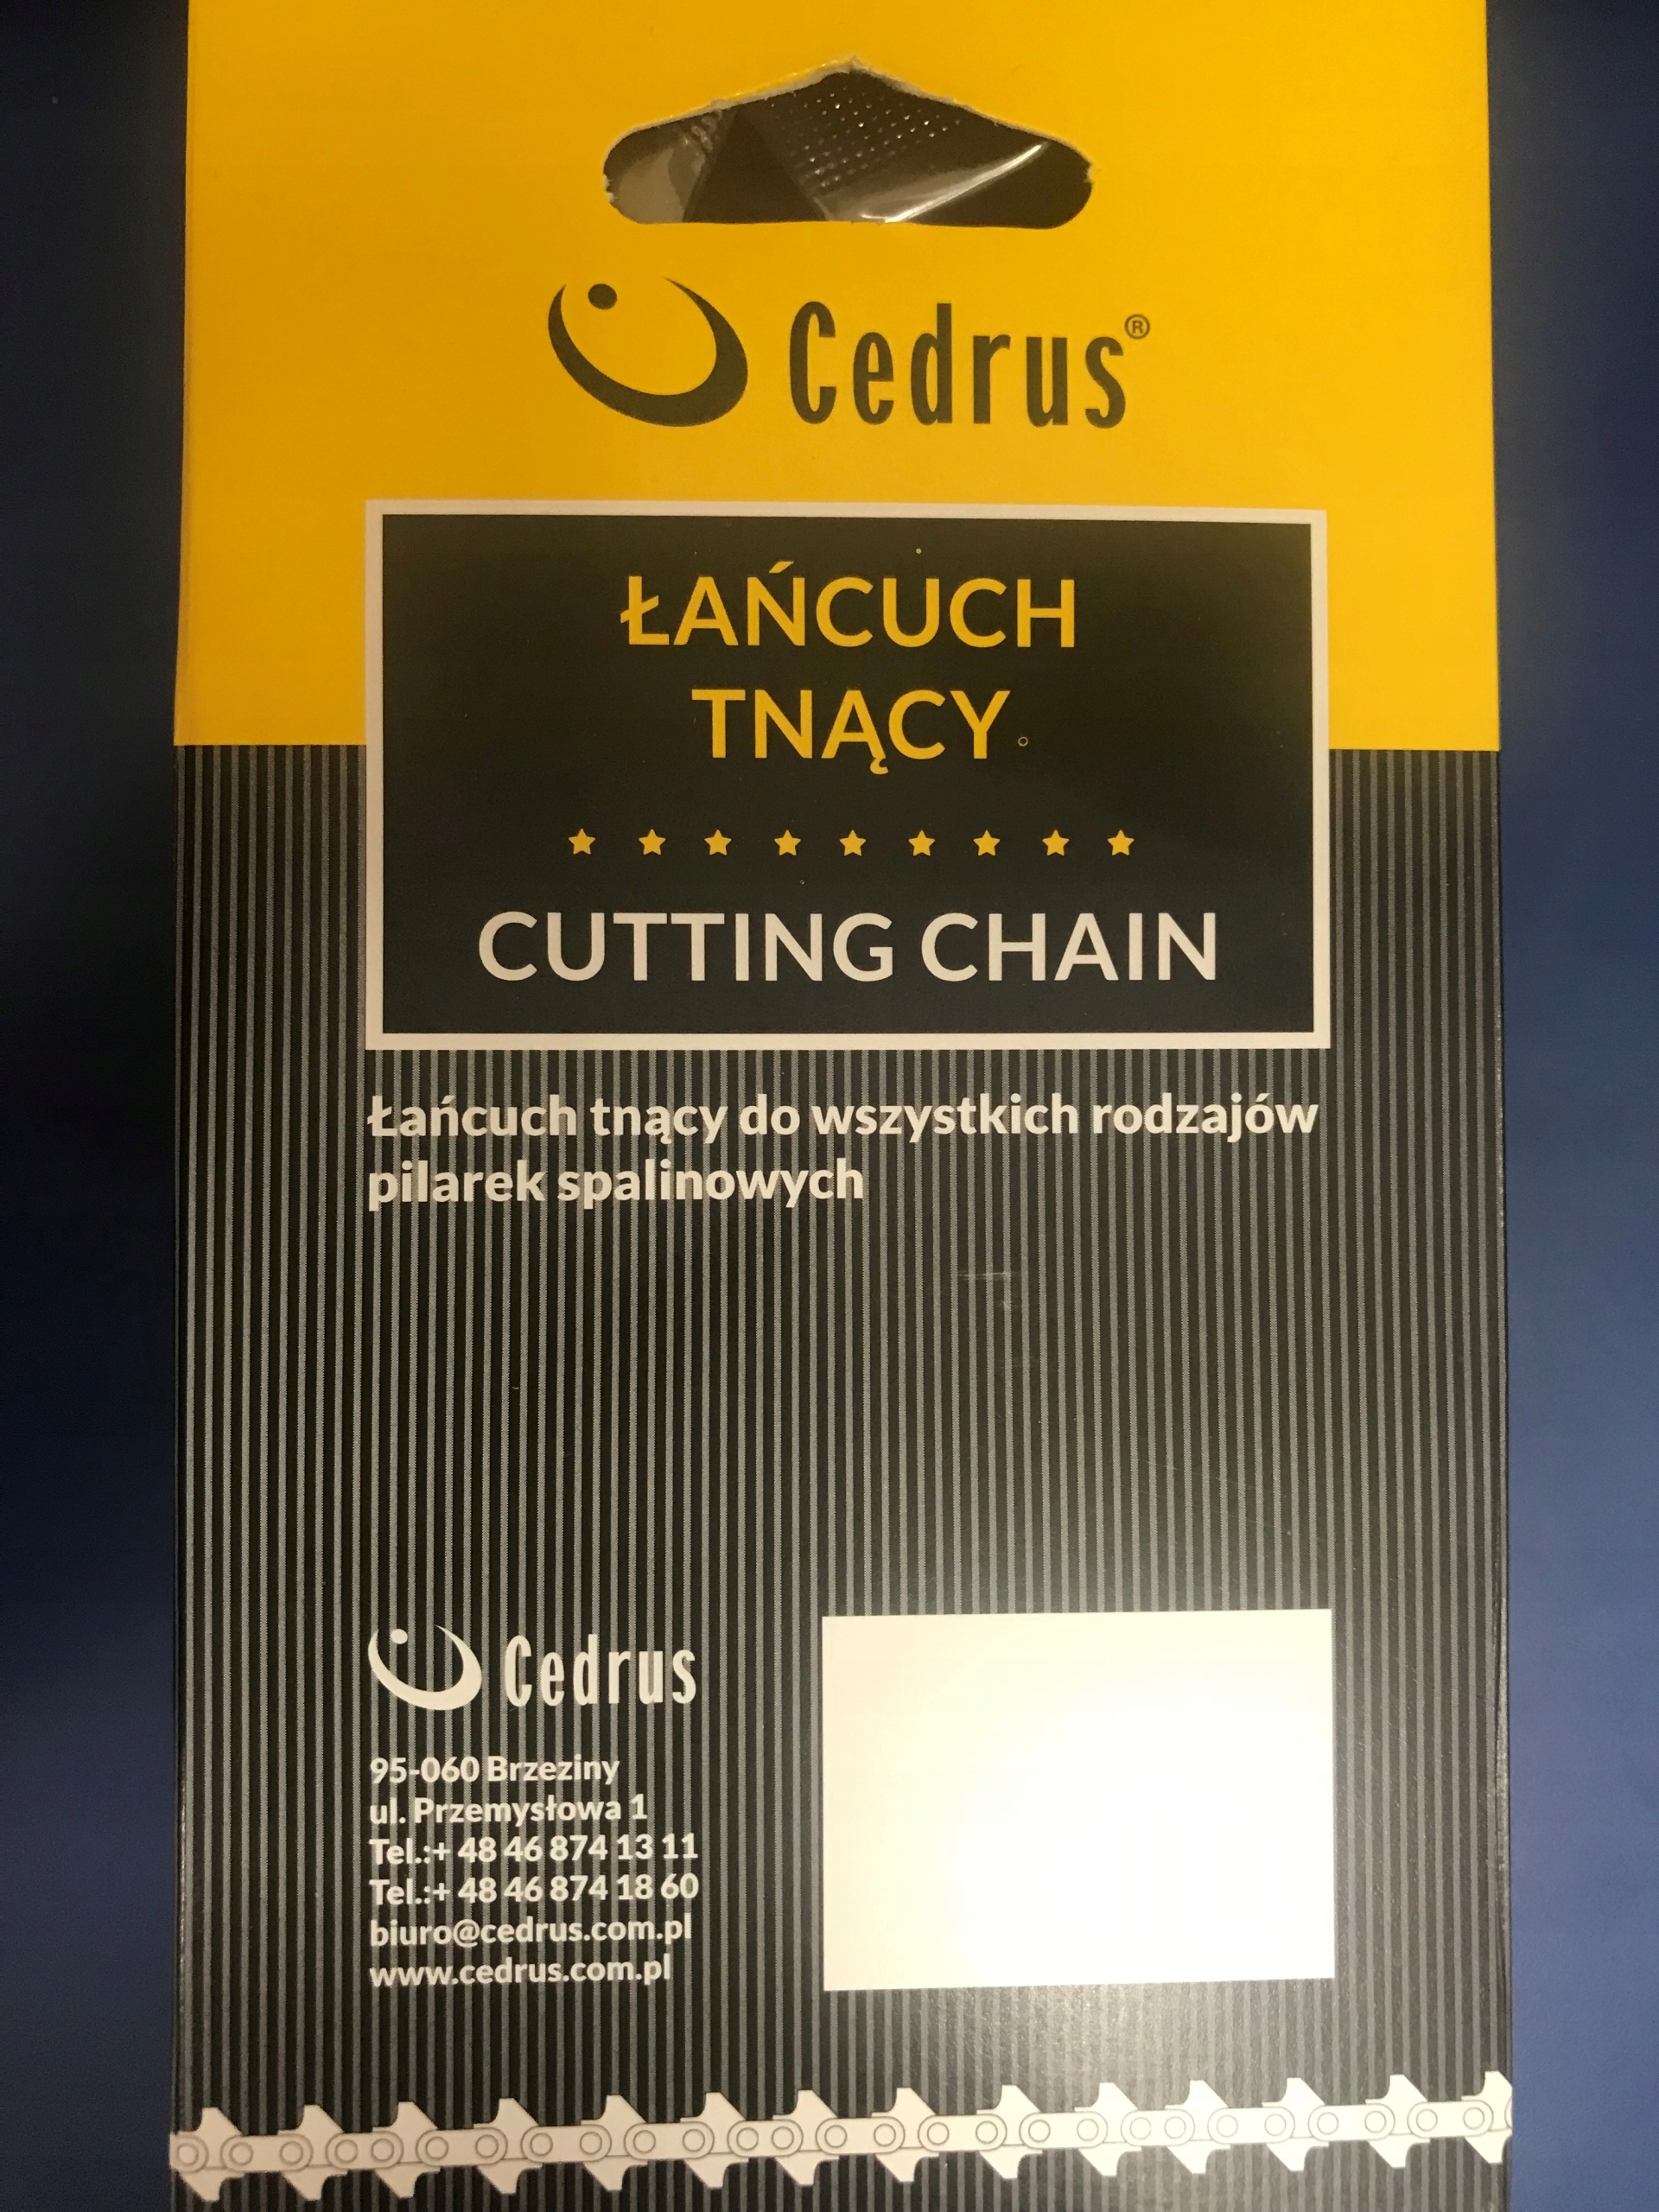 Cedrus®
ŁAŃCUCH
TNĄCY
CUTTING CHAIN
Łańcuch tnący do wszystkich rodzajów
pilarek spalinowych
Cedrus
95-060 Brzeziny
ul. Przemysłowa 1
Tel.:+ 48 46 874 13 11
Tel.:+ 48 46 874 18 60
biuro@cedrus.com.pl
www.cedrus.com.pl